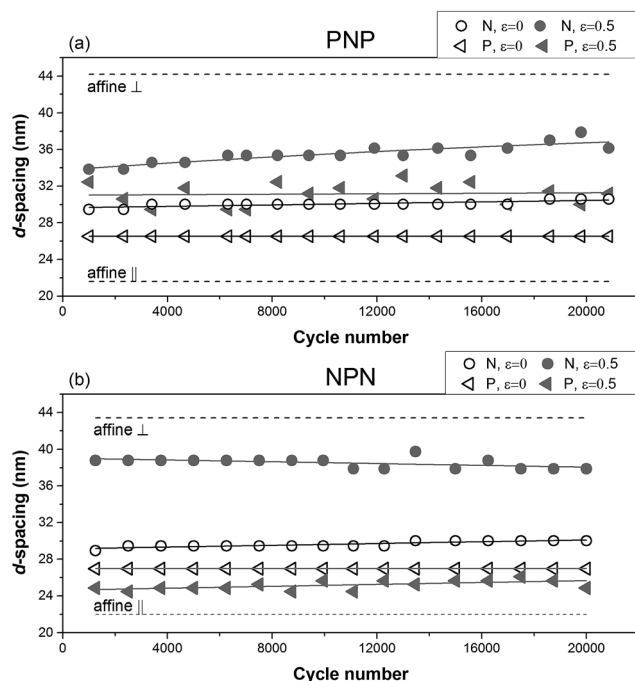 (a)
PNP
N, ε=0 N, ε=0.5
P, ε=0 P, ε=0.5
44
40
36
32
28
24
20
affine ⊥
affine ||
d-spacing (nm)
0 4000 8000 12000 16000 20000
Cycle number
(b)
NPN
N, ε=0 N, ε=0.5
P, ε=0 P, ε=0.5
44
40
36
32
28
24
20
affine ⊥
affine ||
d-spacing (nm)
0 4000 8000 12000 16000 20000
Cycle number